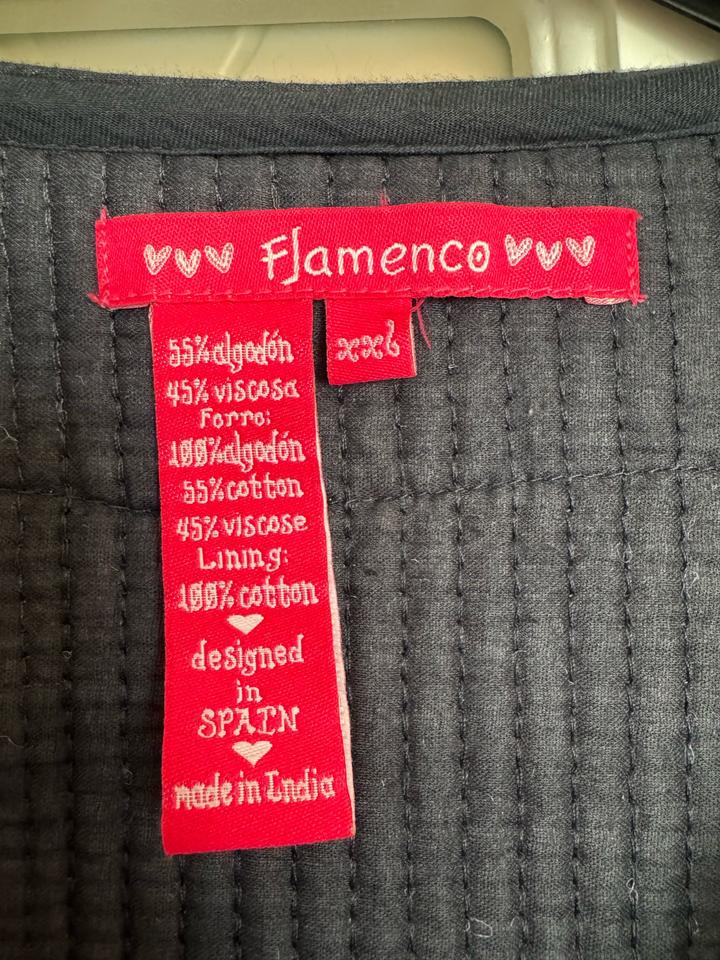 Flamenco
xxL
55% algodón
45% viscosa
Forro:
100% algodón
55% cotton
45% viscose
Lining:
100% cotton
designed
in
SPAIN
made in India